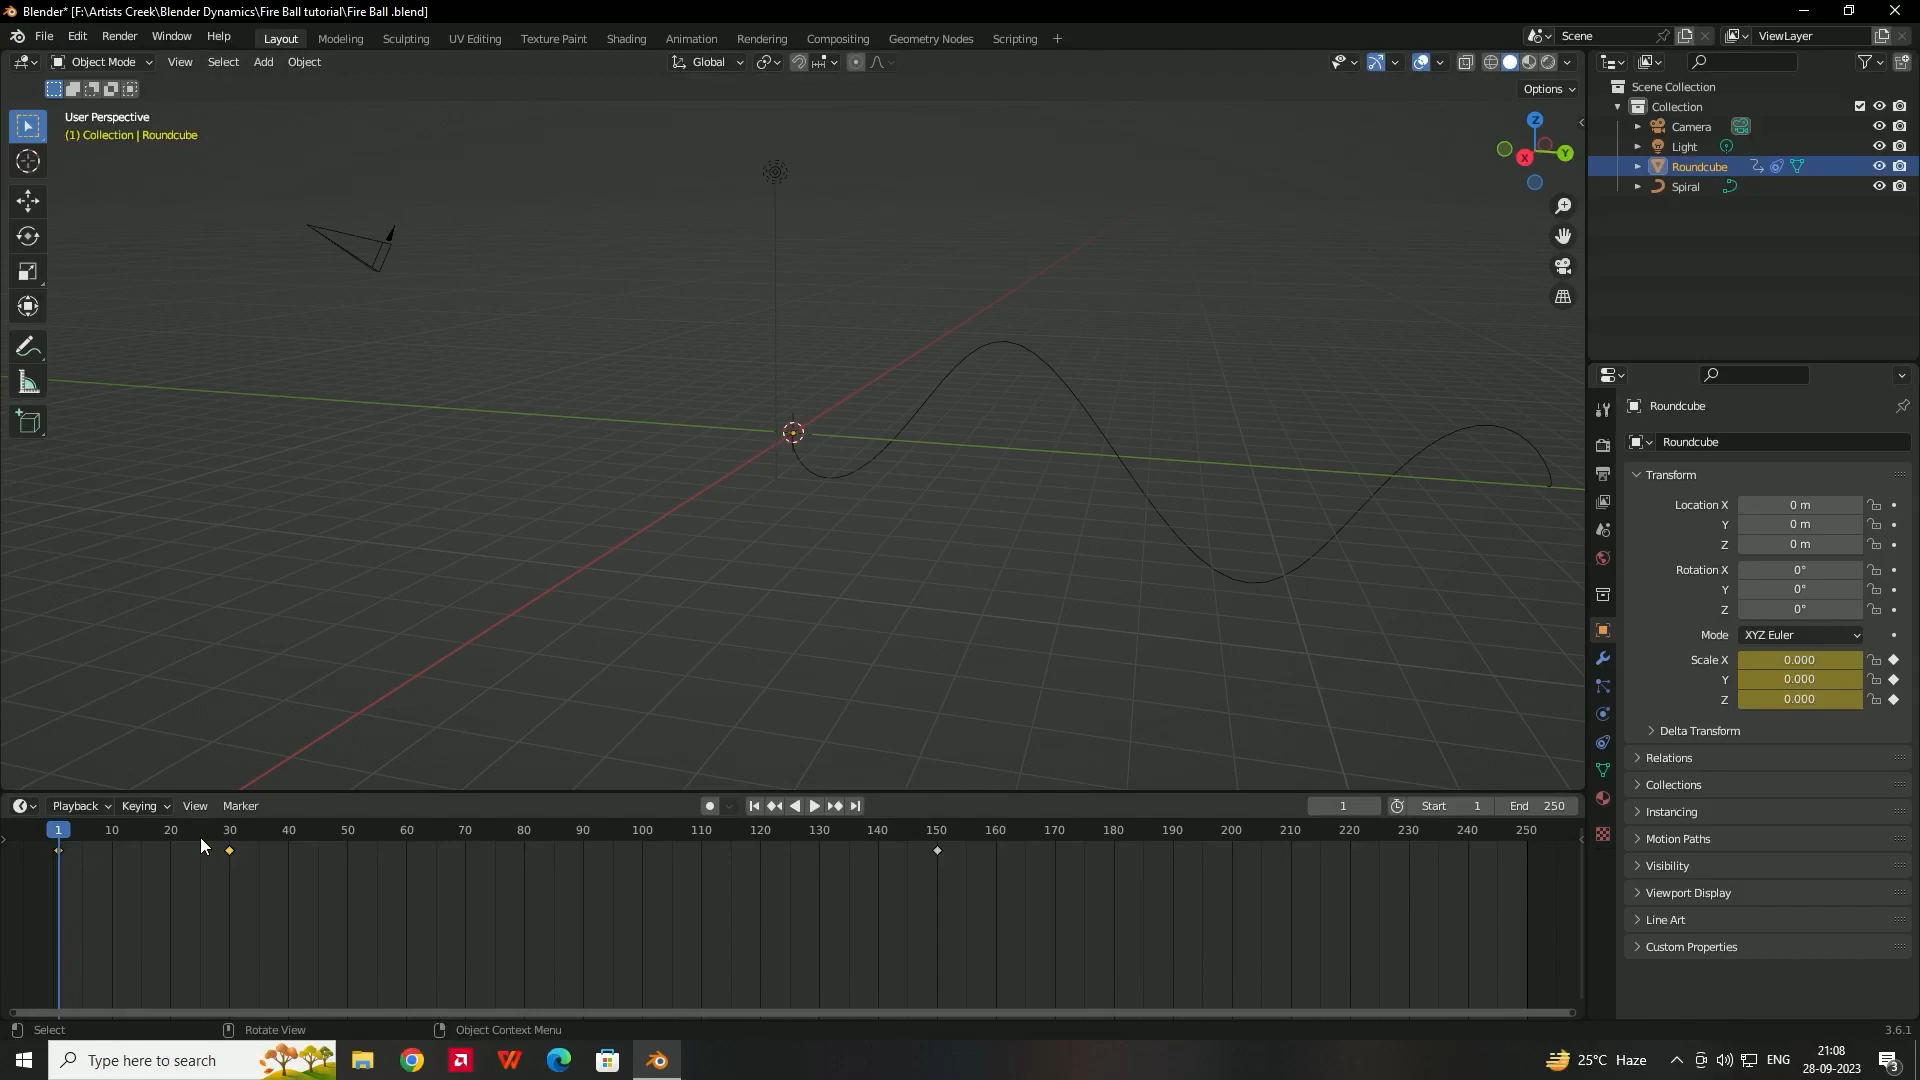 Blender* [F:\Artists Creek\Blender Dynamics\Fire Ball tutorial\Fire Ball .blend]
File Edit Render Window Help Layout Modeling Sculpting UV Editing Texture Paint Shading Animation Rendering Compositing Geometry Nodes Scripting + Scene ViewLayer
Object Mode View Select Add Object Global
Options
User Perspective
(1) Collection | Roundcube
Z
Y
X
Scene Collection
Collection
Camera
Light
Roundcube
Spiral
Roundcube
Roundcube
Transform
Location X 0 m
Y 0 m
Z 0 m
Rotation X 0°
Y 0°
Z 0°
Mode XYZ Euler
Scale X 0.000
Y 0.000
Z 0.000
Delta Transform
Relations
Collections
Instancing
Motion Paths
Visibility
Viewport Display
Line Art
Custom Properties
Playback Keying View Marker 1 Start 1 End 250
1 10 20 30 40 50 60 70 80 90 100 110 120 130 140 150 160 170 180 190 200 210 220 230 240 250
Select Rotate View Object Context Menu 3.6.1
Type here to search 25°C Haze ENG 21:08
28-09-2023
3